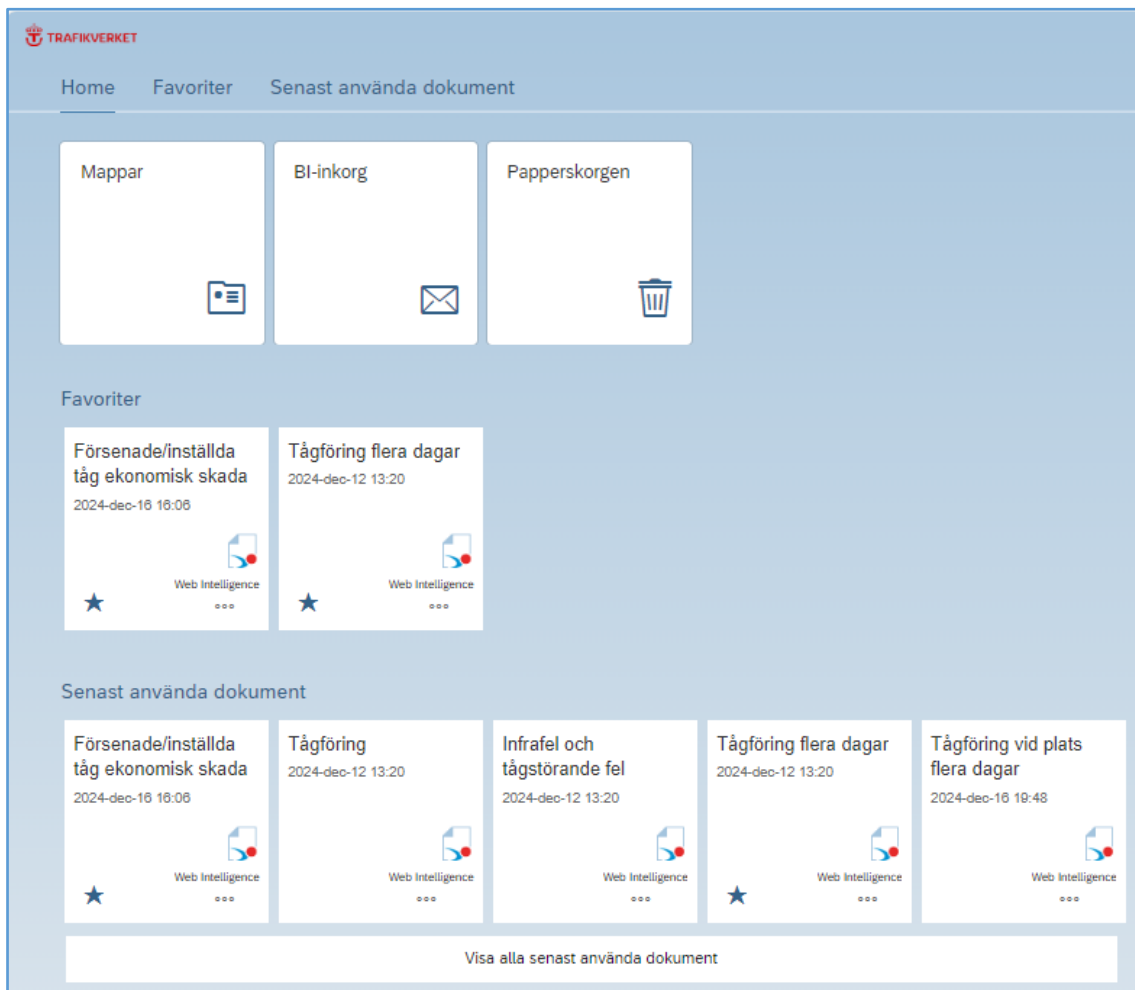 TRAFIKVERKET
Home Favoriter Senast använda dokument
Mappar
BI-inkorg
Papperskorgen
Favoriter
Försenade/inställda
tåg ekonomisk skada
2024-dec-16 16:06
Web Intelligence
Tågföring flera dagar
2024-dec-12 13:20
Web Intelligence
Senast använda dokument
Försenade/inställda
tåg ekonomisk skada
2024-dec-16 16:06
Web Intelligence
Tågföring
2024-dec-12 13:20
Web Intelligence
Infrafel och
tågstörande fel
2024-dec-12 13:20
Web Intelligence
Tågföring flera dagar
2024-dec-12 13:20
Web Intelligence
Tågföring vid plats
flera dagar
2024-dec-16 19:48
Web Intelligence
Visa alla senast använda dokument